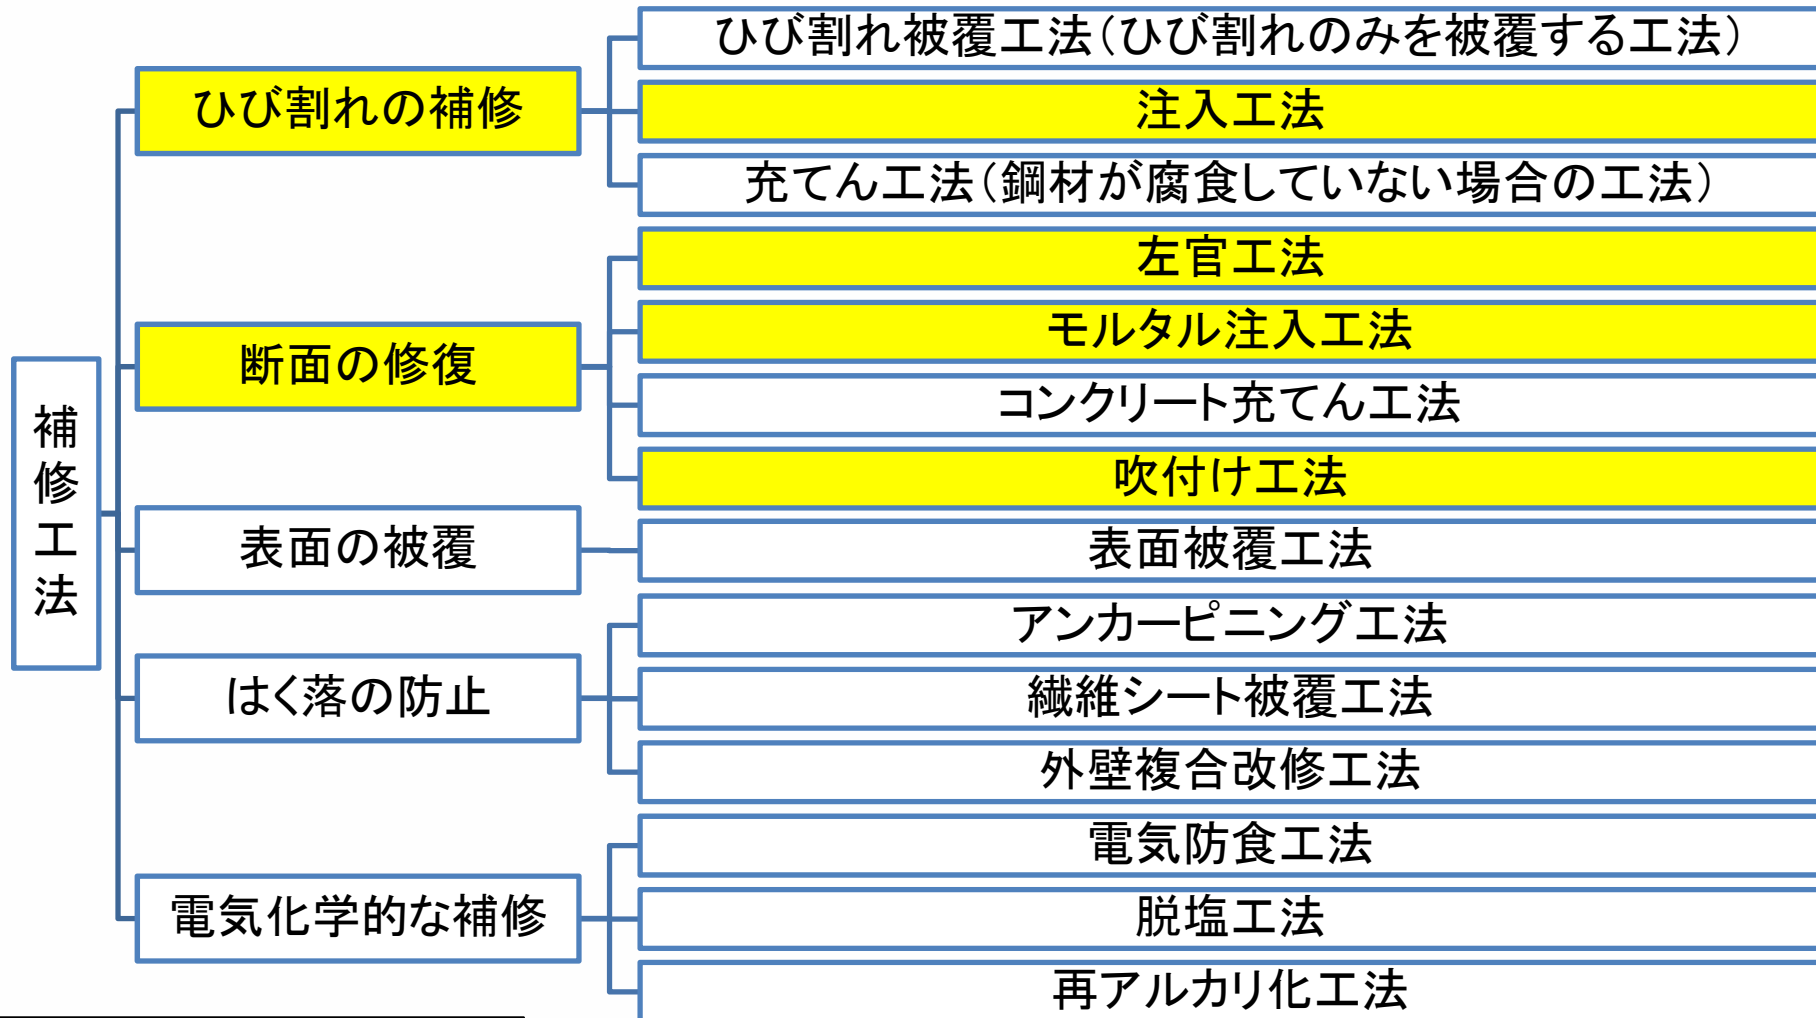 補修工法
ひび割れの補修
ひび割れ被覆工法(ひび割れのみを被覆する工法)
注入工法
充てん工法(鋼材が腐食していない場合の工法)
断面の修復
左官工法
モルタル注入工法
コンクリート充てん工法
吹付け工法
表面の被覆
表面被覆工法
はく落の防止
アンカーピニング工法
繊維シート被覆工法
外壁複合改修工法
電気化学的な補修
電気防食工法
脱塩工法
再アルカリ化工法